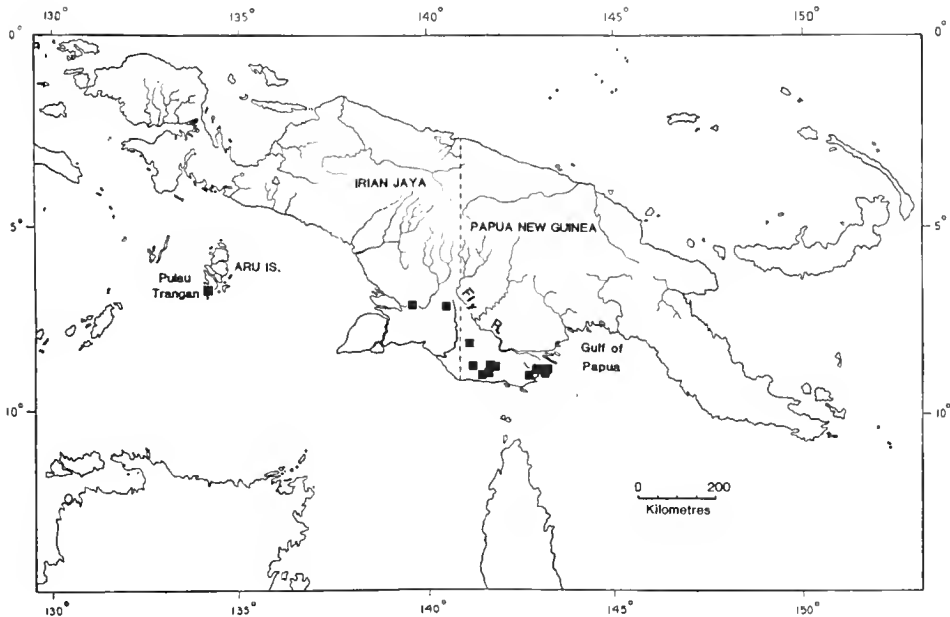 130° 135° 140° 145° 150°
0° 0°
IRIAN JAYA
PAPUA NEW GUINEA
5° 5°
ARU IS.
Pulau
Trangan
Fly R.
Gulf of
Papua
10° 10°
0 200
Kilometres
130° 135° 140° 145° 150°